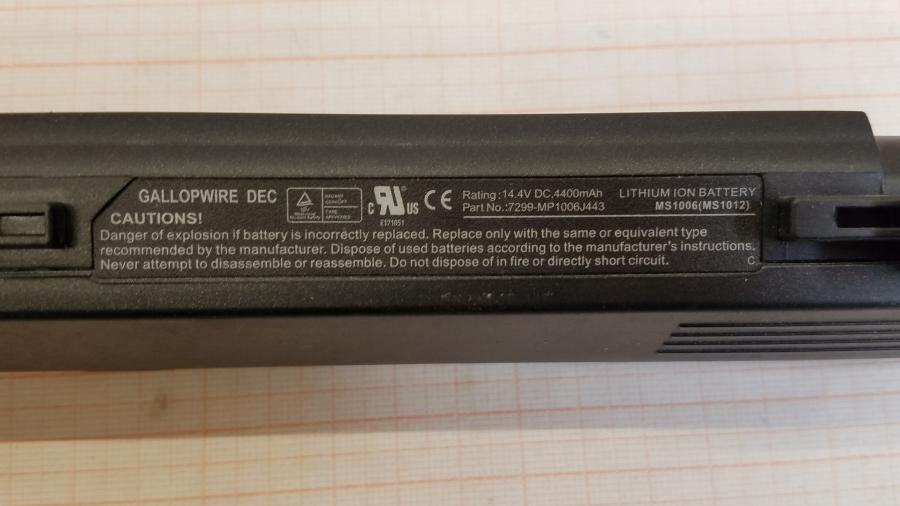 GALLOPWIRE DEC
c UL® US
E171051
CE
Rating:14.4V DC,4400mAh
Part No.:7299-MP1006J443
LITHIUM ION BATTERY
MS1006(MS1012)
CAUTIONS!
Danger of explosion if battery is incorrectly replaced. Replace only with the same or equivalent type
recommended by the manufacturer. Dispose of used batteries according to the manufacturer's instructions.
Never attempt to disassemble or reassemble. Do not dispose of in fire or directly short circuit.
C